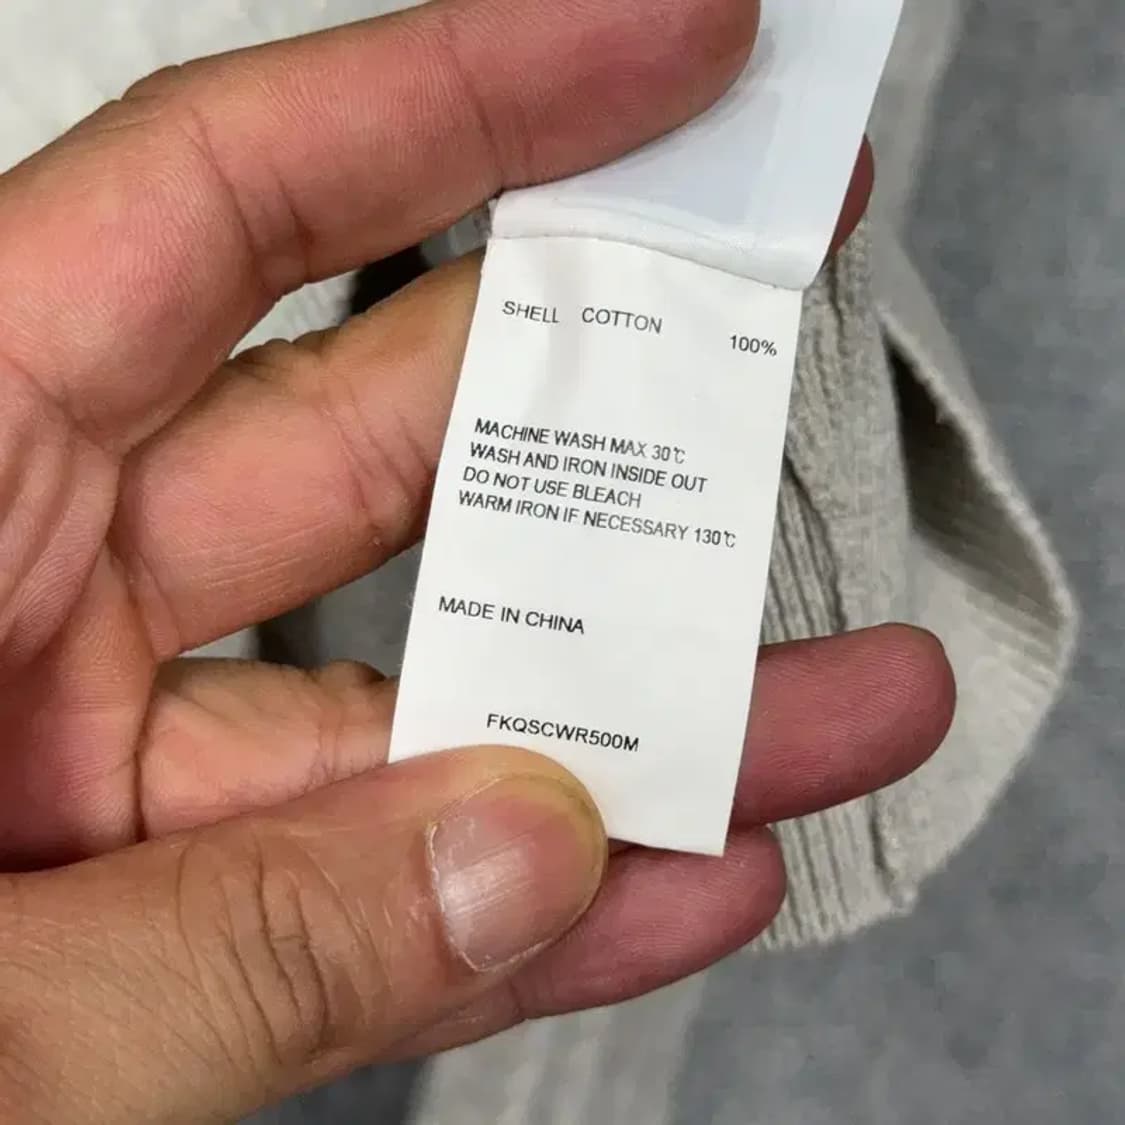 SHELL COTTON 100%
MACHINE WASH MAX 30℃
WASH AND IRON INSIDE OUT
DO NOT USE BLEACH
WARM IRON IF NECESSARY 130℃
MADE IN CHINA
FKQSCWR500M